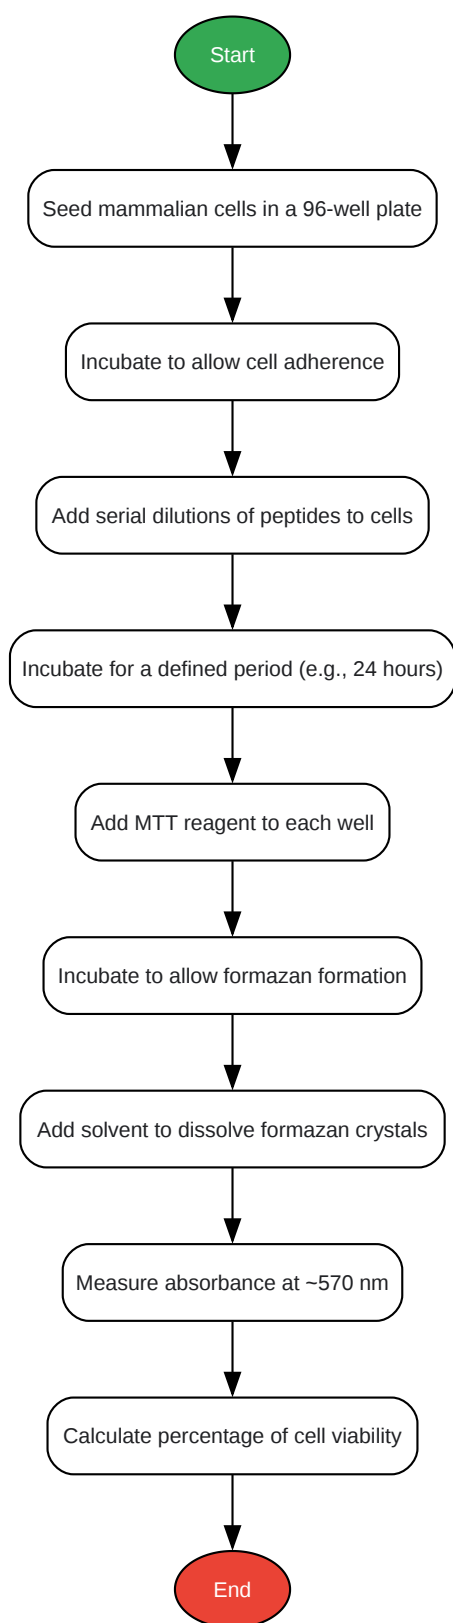 Start
Seed mammalian cells in a 96-well plate
Incubate to allow cell adherence
Add serial dilutions of peptides to cells
Incubate for a defined period (e.g., 24 hours)
Add MTT reagent to each well
Incubate to allow formazan formation
Add solvent to dissolve formazan crystals
Measure absorbance at ~570 nm
Calculate percentage of cell viability
End